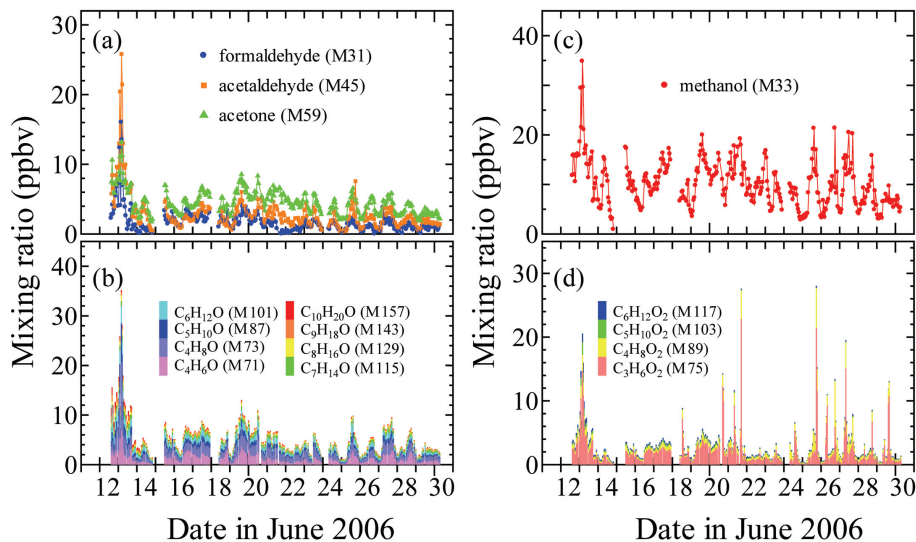 (a)
30
20
10
0
formaldehyde (M31)
acetaldehyde (M45)
acetone (M59)
(b)
40
30
20
10
0
C6H12O (M101)
C5H10O (M87)
C4H8O (M73)
C4H6O (M71)
C10H20O (M157)
C9H18O (M143)
C8H16O (M129)
C7H14O (M115)
Mixing ratio (ppbv)
12 14 16 18 20 22 24 26 28 30
Date in June 2006
(c)
40
20
0
methanol (M33)
(d)
30
20
10
0
C6H12O2 (M117)
C5H10O2 (M103)
C4H8O2 (M89)
C3H6O2 (M75)
Mixing ratio (ppbv)
12 14 16 18 20 22 24 26 28 30
Date in June 2006